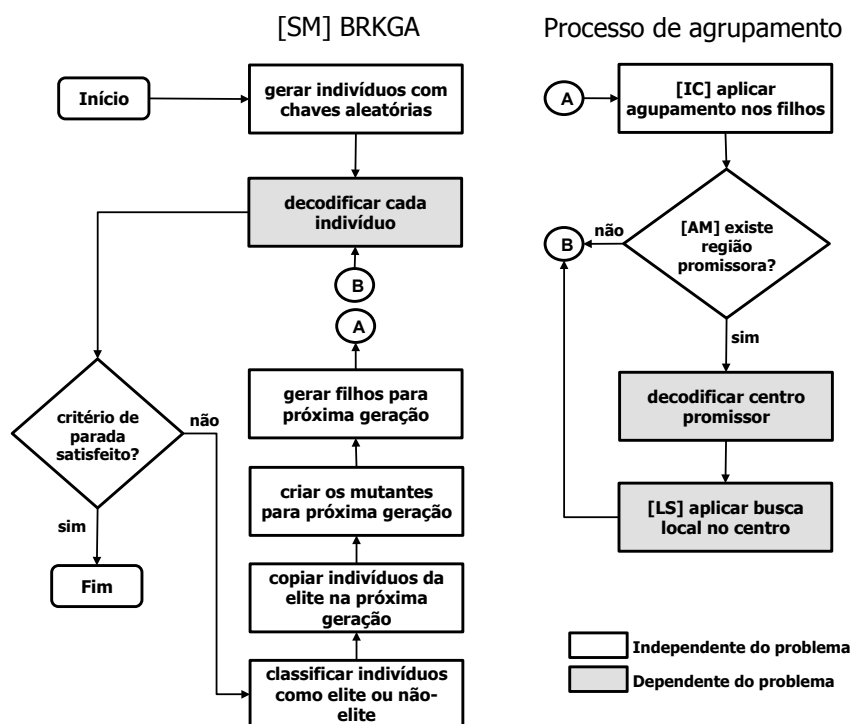 [SM] BRKGA
Início
gerar indivíduos com
chaves aleatórias
decodificar cada
indivíduo
B
A
gerar filhos para
próxima geração
criar os mutantes
para próxima geração
copiar indivíduos da
elite na próxima
geração
classificar indivíduos
como elite ou não-
elite
critério de
parada
satisfeito?
não
sim
Fim
Processo de agrupamento
A
[IC] aplicar
agupamento nos filhos
[AM] existe
região
promissora?
não
B
sim
decodificar centro
promissor
[LS] aplicar busca
local no centro
Independente do problema
Dependente do problema